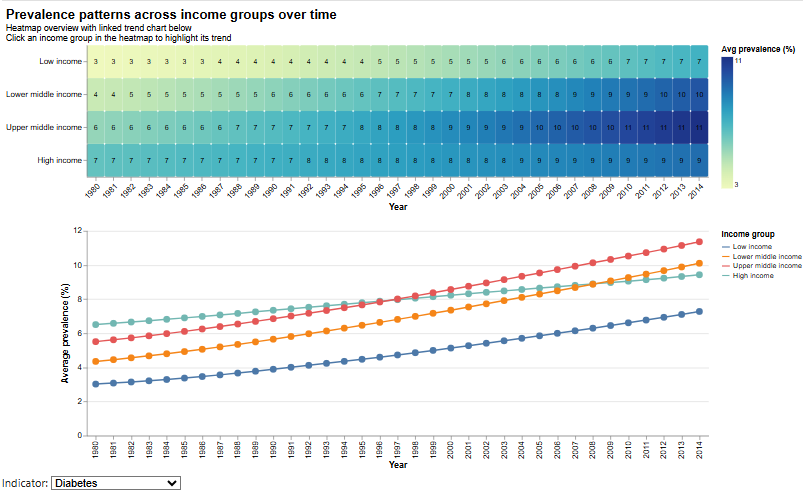 Prevalence patterns across income groups over time
Heatmap overview with linked trend chart below
Click an income group in the heatmap to highlight its trend
Low income 3 3 3 3 3 3 3 4 4 4 4 4 4 4 4 4 5 5 5 5 5 5 5 6 6 6 6 6 6 6 7 7 7 7 7
Lower middle income 4 4 5 5 5 5 5 5 5 5 6 6 6 6 6 6 7 7 7 7 7 8 8 8 8 8 8 9 9 9 9 9 10 10 10
Upper middle income 6 6 6 6 6 6 6 6 7 7 7 7 7 7 7 8 8 8 8 8 9 9 9 9 9 10 10 10 10 10 11 11 11 11 11
High income 7 7 7 7 7 7 7 7 7 7 7 7 8 8 8 8 8 8 8 8 8 8 8 8 9 9 9 9 9 9 9 9 9 9 9
1980 1981 1982 1983 1984 1985 1986 1987 1988 1989 1990 1991 1992 1993 1994 1995 1996 1997 1998 1999 2000 2001 2002 2003 2004 2005 2006 2007 2008 2009 2010 2011 2012 2013 2014
Year
Avg prevalence (%)
11
3
Average prevalence (%)
12
10
8
6
4
2
0
1980 1981 1982 1983 1984 1985 1986 1987 1988 1989 1990 1991 1992 1993 1994 1995 1996 1997 1998 1999 2000 2001 2002 2003 2004 2005 2006 2007 2008 2009 2010 2011 2012 2013 2014
Year
Income group
Low income
Lower middle income
Upper middle income
High income
Indicator: Diabetes